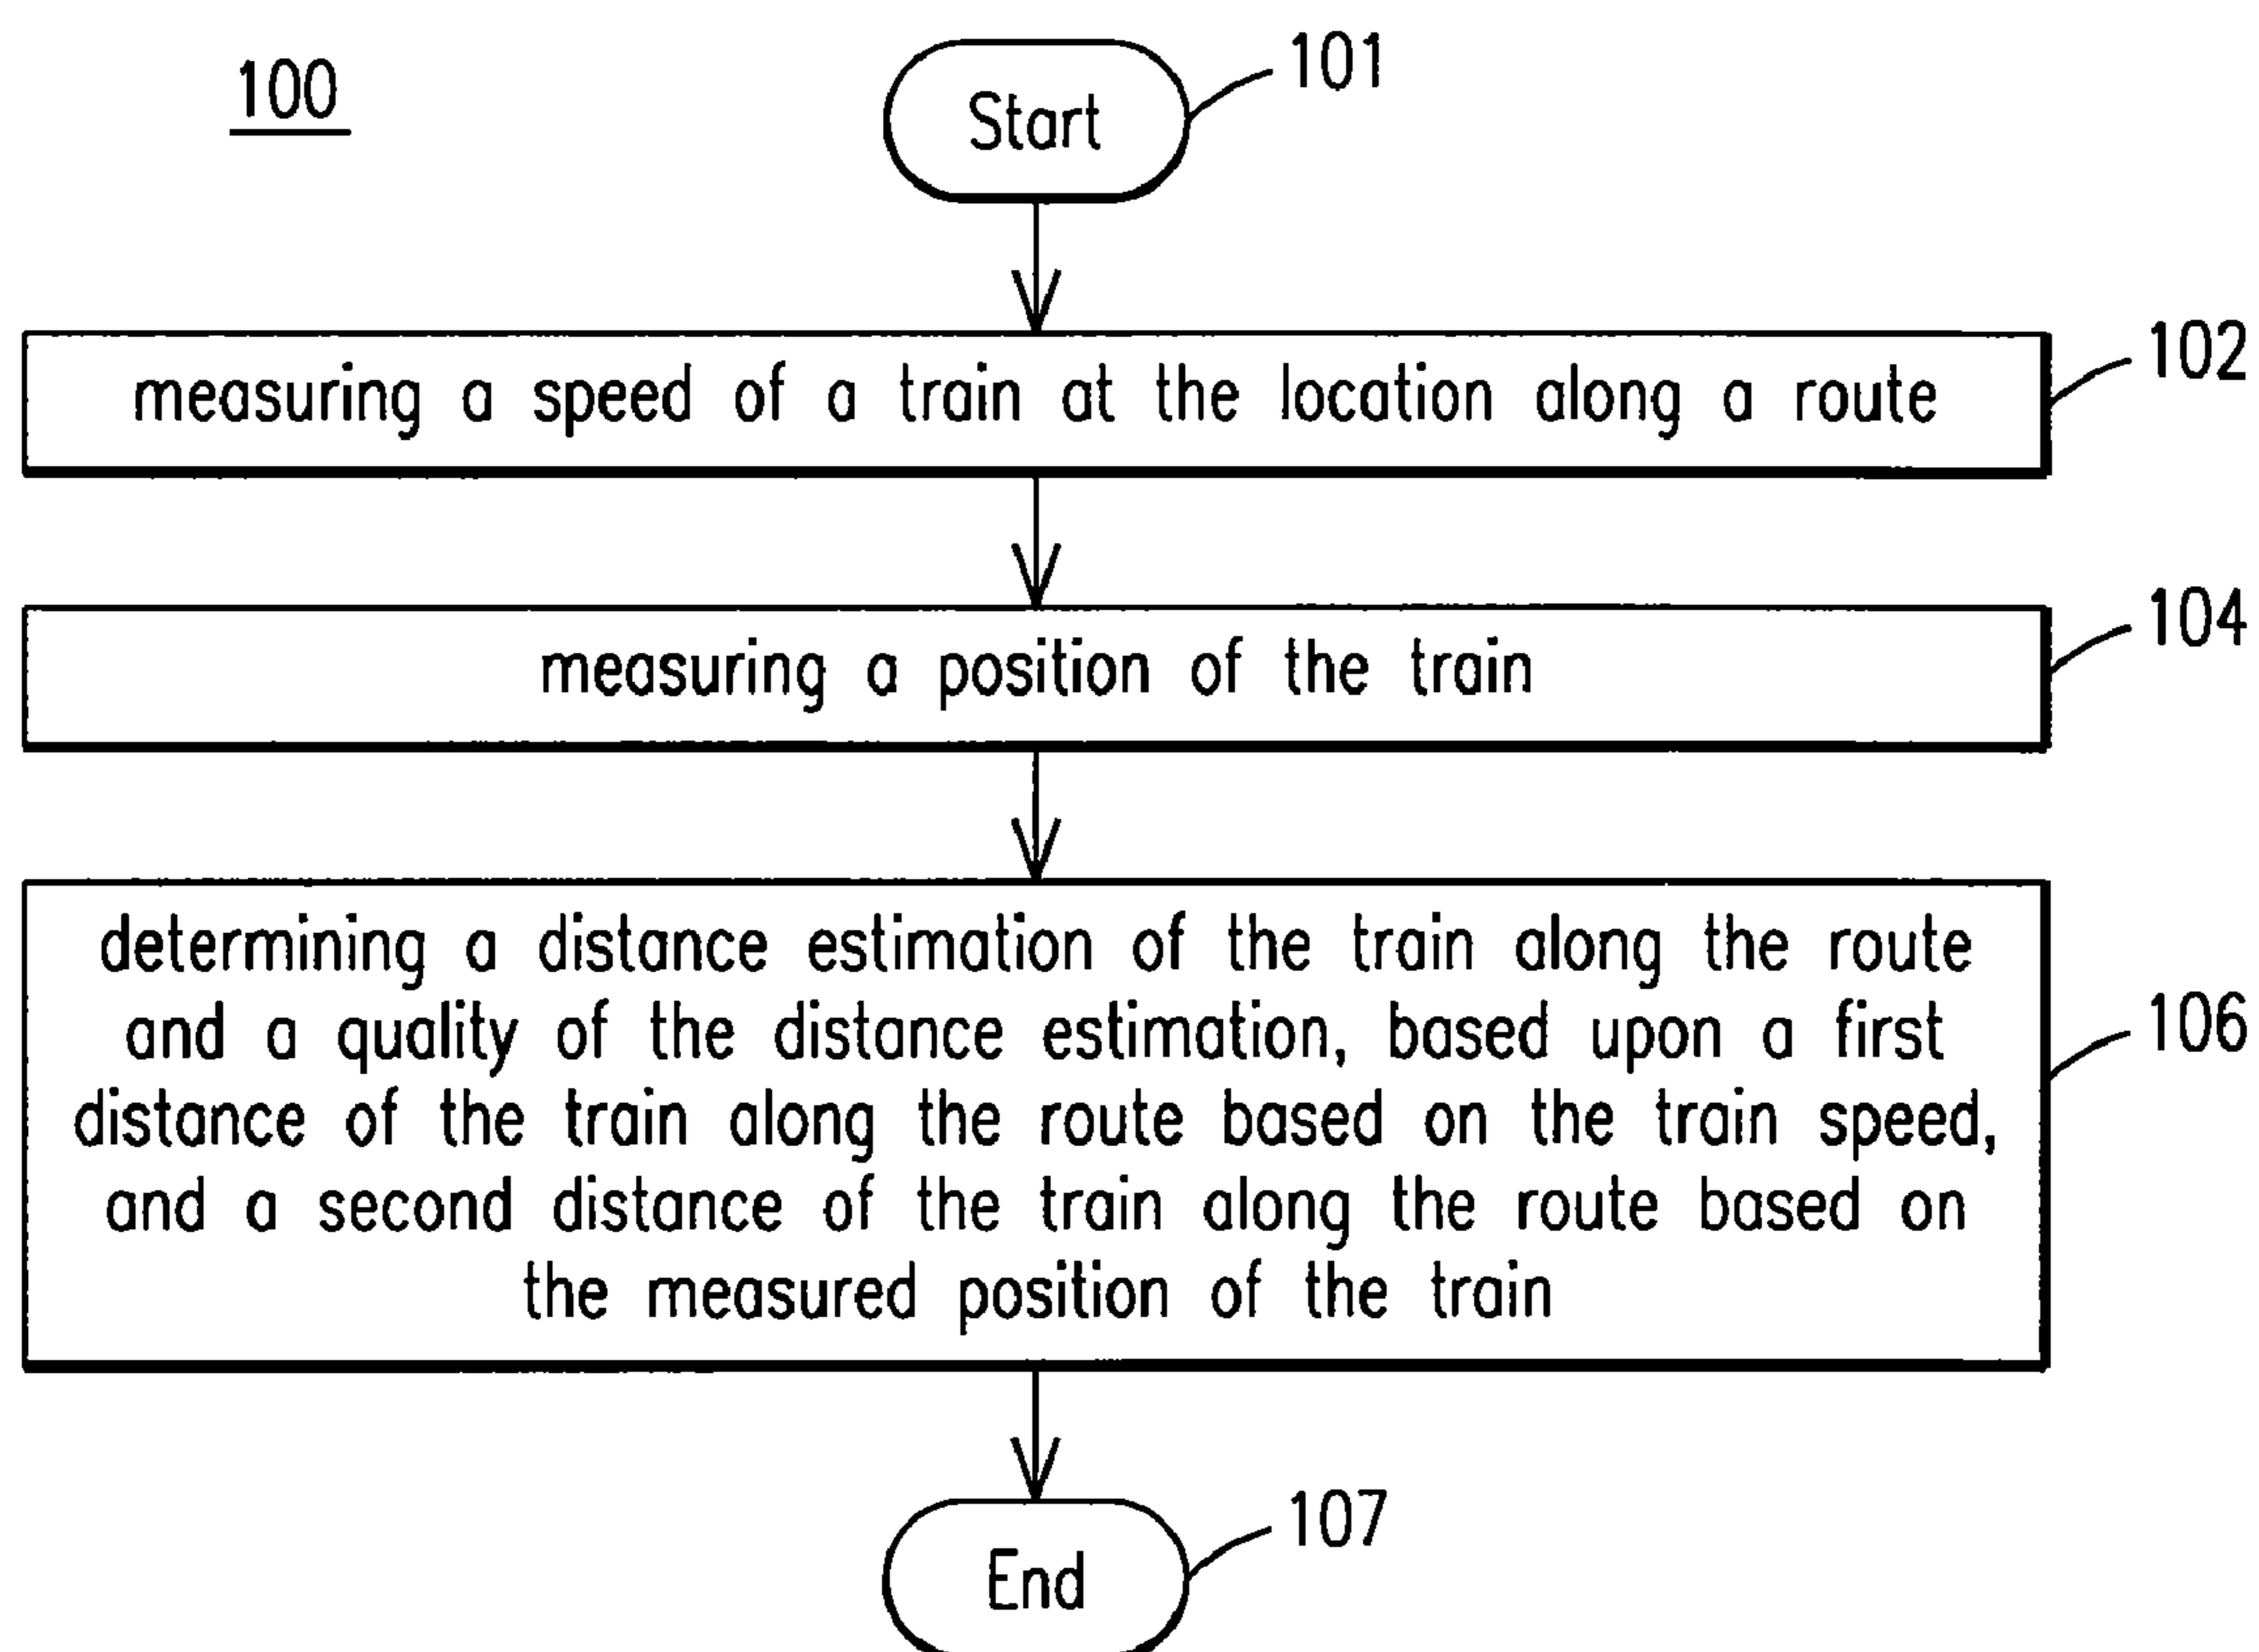 100
Start
101
measuring a speed of a train at the location along a route
102
measuring a position of the train
104
determining a distance estimation of the train along the route
and a quality of the distance estimation, based upon a first
distance of the train along the route based on the train speed,
and a second distance of the train along the route based on
the measured position of the train
106
End
107